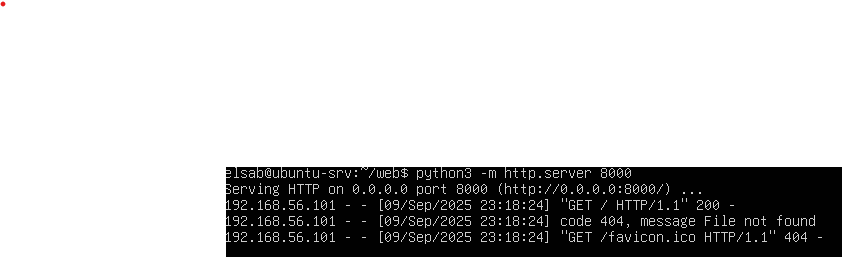 elsab@ubuntu-srv:~/web$ python3 -m http.server 8000
Serving HTTP on 0.0.0.0 port 8000 (http://0.0.0.0:8000/) ...
192.168.56.101 - - [09/Sep/2025 23:18:24] "GET / HTTP/1.1" 200 -
192.168.56.101 - - [09/Sep/2025 23:18:24] code 404, message File not found
192.168.56.101 - - [09/Sep/2025 23:18:24] "GET /favicon.ico HTTP/1.1" 404 -